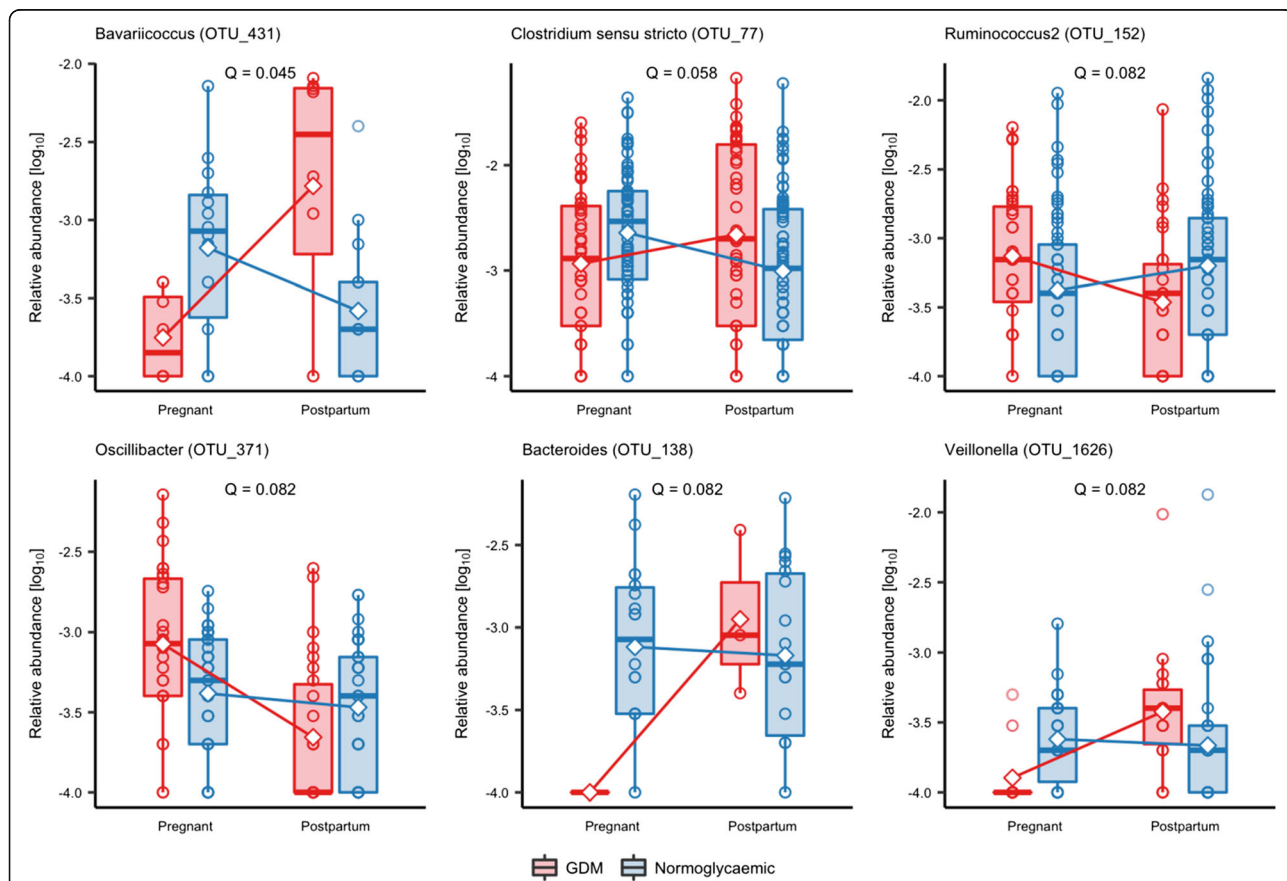 Bavariicoccus (OTU_431)
Q = 0.045
Relative abundance [log10]
-2.0
-2.5
-3.0
-3.5
-4.0
Pregnant Postpartum
Clostridium sensu stricto (OTU_77)
Q = 0.058
Relative abundance [log10]
-2
-3
-4
Pregnant Postpartum
Ruminococcus2 (OTU_152)
Q = 0.082
Relative abundance [log10]
-2.0
-2.5
-3.0
-3.5
-4.0
Pregnant Postpartum
Oscillibacter (OTU_371)
Q = 0.082
Relative abundance [log10]
-2.5
-3.0
-3.5
-4.0
Pregnant Postpartum
Bacteroides (OTU_138)
Q = 0.082
Relative abundance [log10]
-2.5
-3.0
-3.5
-4.0
Pregnant Postpartum
Veillonella (OTU_1626)
Q = 0.082
Relative abundance [log10]
-2.0
-2.5
-3.0
-3.5
-4.0
Pregnant Postpartum
GDM Normoglycaemic